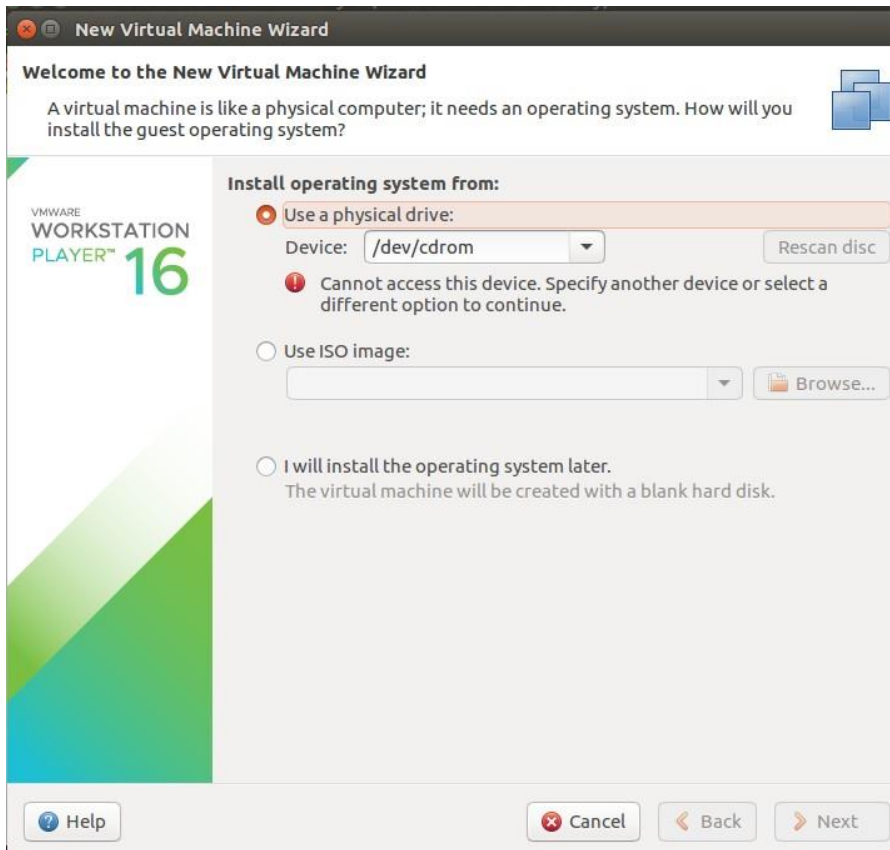 New Virtual Machine Wizard
Welcome to the New Virtual Machine Wizard
A virtual machine is like a physical computer; it needs an operating system. How will you
install the guest operating system?
VMWARE
WORKSTATION
PLAYER™ 16
Install operating system from:
Use a physical drive:
Device: /dev/cdrom Rescan disc
Cannot access this device. Specify another device or select a
different option to continue.
Use ISO image:
Browse...
I will install the operating system later.
The virtual machine will be created with a blank hard disk.
Help Cancel Back Next